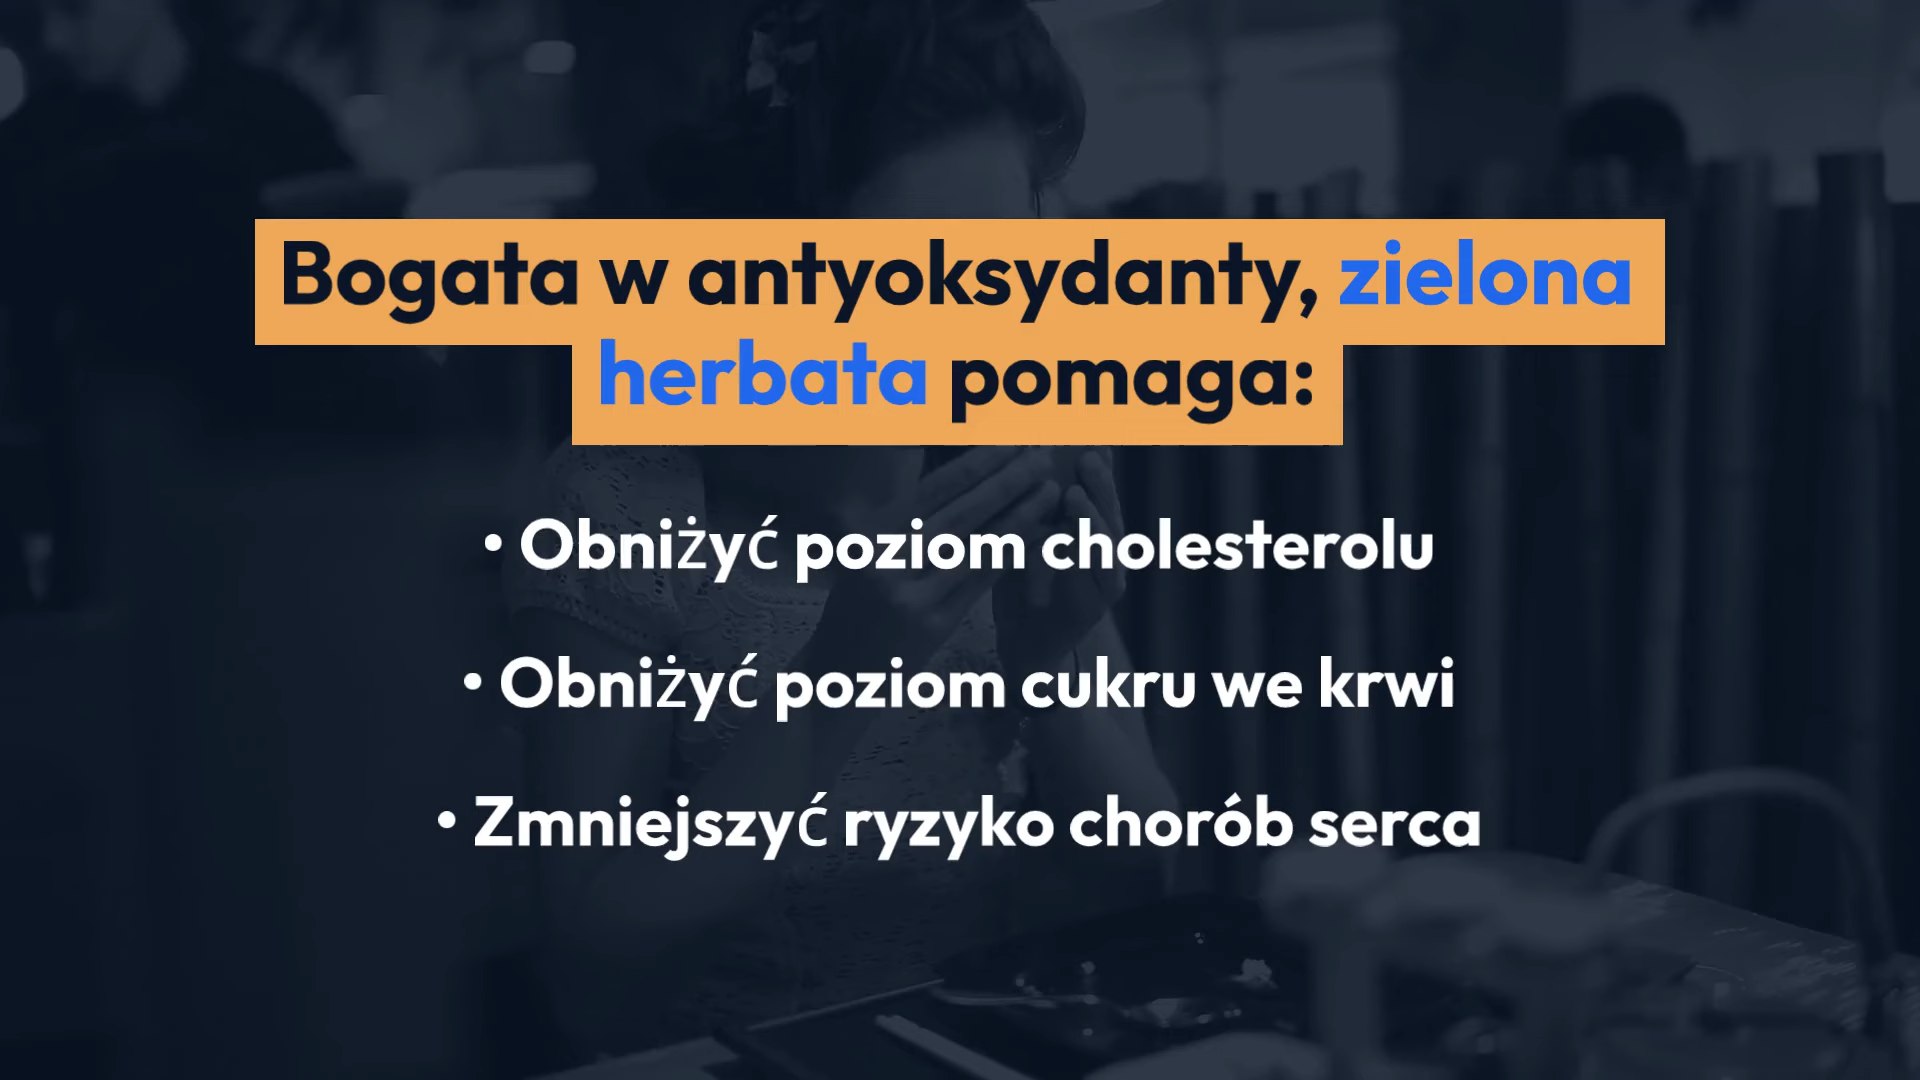 Bogata w antyoksydanty, zielona
herbata pomaga:
• Obniżyć poziom cholesterolu
• Obniżyć poziom cukru we krwi
• Zmniejszyć ryzyko chorób serca